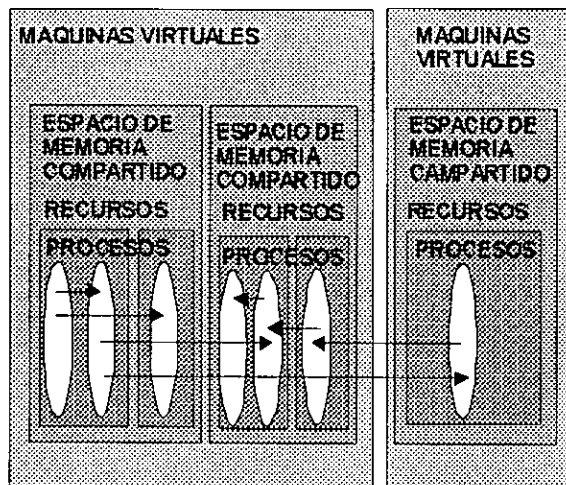 MAQUINAS VIRTUALES
ESPACIO DE
MEMORIA
COMPARTIDO
RECURSOS
PROCESOS
ESPACIO DE
MEMORIA
COMPARTIDO
RECURSOS
PROCESOS
MAQUINAS
VIRTUALES
ESPACIO DE
MEMORIA
CAMPARTIDO
RECURSOS
PROCESOS